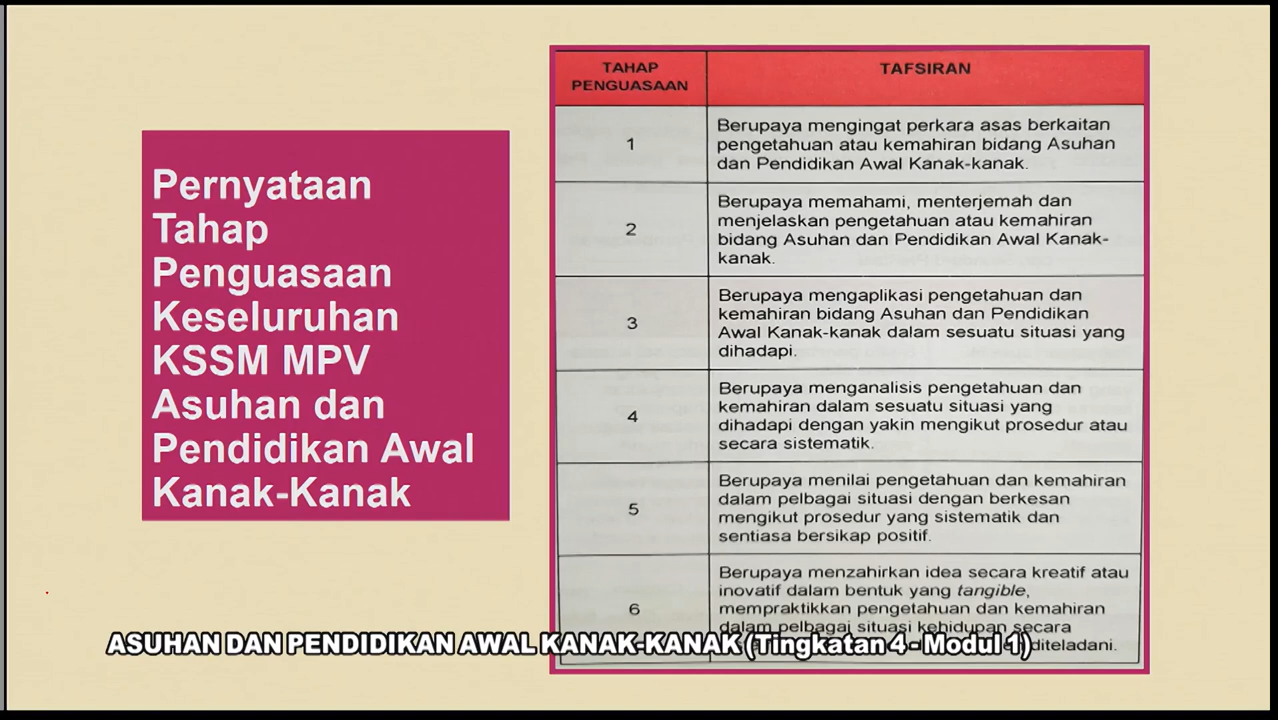 Pernyataan
Tahap
Penguasaan
Keseluruhan
KSSM MPV
Asuhan dan
Pendidikan Awal
Kanak-Kanak
TAHAP
PENGUASAAN
TAFSIRAN
1
Berupaya mengingat perkara asas berkaitan
pengetahuan atau kemahiran bidang Asuhan
dan Pendidikan Awal Kanak-kanak.
2
Berupaya memahami, menterjemah dan
menjelaskan pengetahuan atau kemahiran
bidang Asuhan dan Pendidikan Awal Kanak-
kanak.
3
Berupaya mengaplikasi pengetahuan dan
kemahiran bidang Asuhan dan Pendidikan
Awal Kanak-kanak dalam sesuatu situasi yang
dihadapi.
4
Berupaya menganalisis pengetahuan dan
kemahiran dalam sesuatu situasi yang
dihadapi dengan yakin mengikut prosedur atau
secara sistematik.
5
Berupaya menilai pengetahuan dan kemahiran
dalam pelbagai situasi dengan berkesan
mengikut prosedur yang sistematik dan
sentiasa bersikap positif.
6
Berupaya menzahirkan idea secara kreatif atau
inovatif dalam bentuk yang tangible,
mempraktikkan pengetahuan dan kemahiran
dalam pelbagai situasi kehidupan secara
diteladani.
ASUHAN DAN PENDIDIKAN AWAL KANAK-KANAK (Tingkatan 4 - Modul 1)